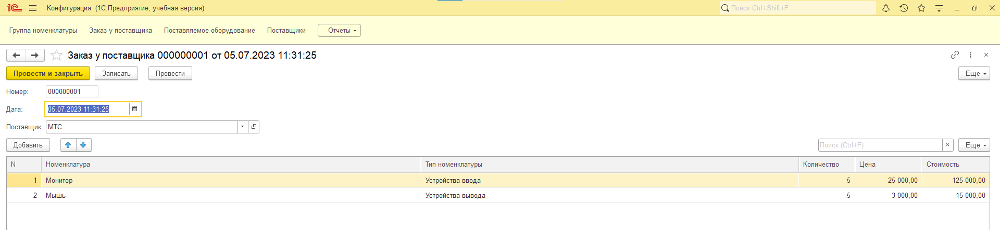 1С Конфигурация (1С:Предприятие, учебная версия) Поиск Ctrl+Shift+F
Группа номенклатуры Заказ у поставщика Поставляемое оборудование Поставщики Отчеты
Заказ у поставщика 000000001 от 05.07.2023 11:31:25
Провести и закрыть Записать Провести Еще
Номер: 000000001
Дата: 05.07.2023 11:31:25
Поставщик: МТС
Добавить Поиск (Ctrl+F) × Еще
N Номенклатура Тип номенклатуры Количество Цена Стоимость
1 Монитор Устройства ввода 5 25 000,00 125 000,00
2 Мышь Устройства вывода 5 3 000,00 15 000,00